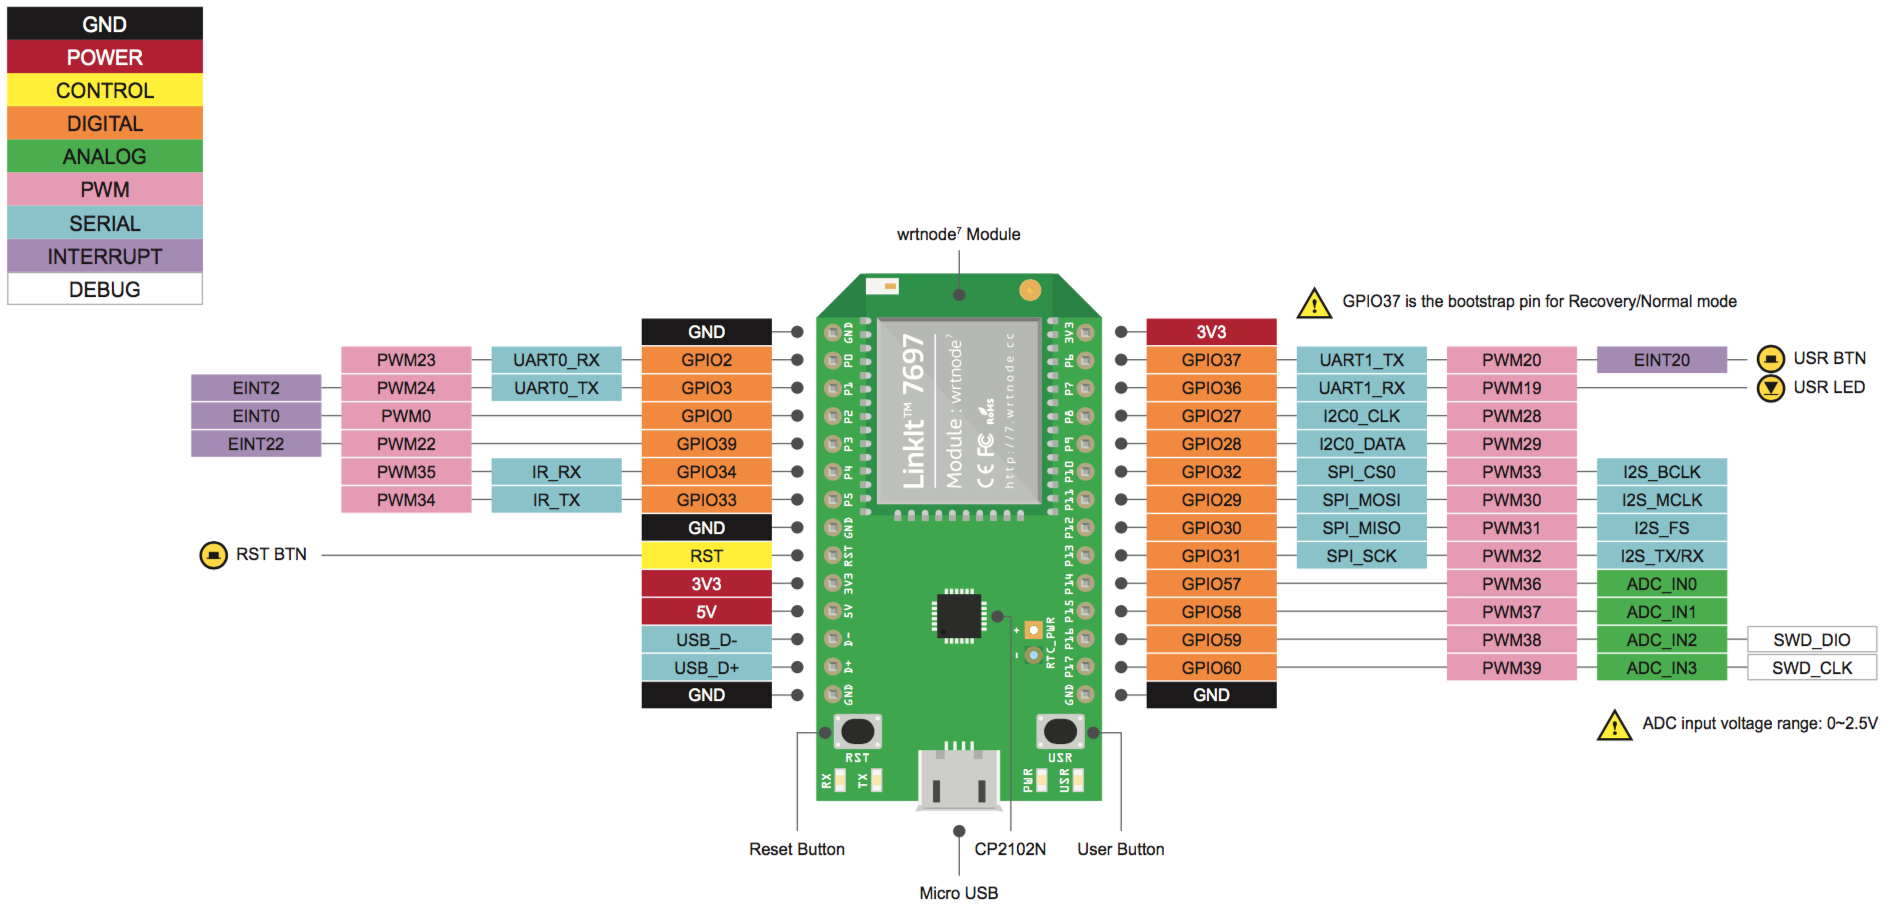 GND
POWER
CONTROL
DIGITAL
ANALOG
PWM
SERIAL
INTERRUPT
DEBUG
wrtnode7 Module
GPIO37 is the bootstrap pin for Recovery/Normal mode
GND
PWM23 UART0_RX GPIO2
EINT2 PWM24 UART0_TX GPIO3
EINT0 PWM0 GPIO0
EINT22 PWM22 GPIO39
PWM35 IR_RX GPIO34
PWM34 IR_TX GPIO33
GND
RST BTN RST
3V3
5V
USB_D-
USB_D+
GND
GND
P0
P1
P2
P3
P4
P5
GND
RST
3V3
5V
D-
D+
GND
LinkIt™ 7697
Module : wrtnode7
CE FC RoHS
http://7.wrtnode.cc
3V3
P6
P7
P8
P9
P10
P11
P12
P13
P14
P15
P16
P17
GND
+
-
RTC_PWR
RST
USR
RX
TX
PWR
USR
3V3
GPIO37 UART1_TX PWM20 EINT20 USR BTN
GPIO36 UART1_RX PWM19 USR LED
GPIO27 I2C0_CLK PWM28
GPIO28 I2C0_DATA PWM29
GPIO32 SPI_CS0 PWM33 I2S_BCLK
GPIO29 SPI_MOSI PWM30 I2S_MCLK
GPIO30 SPI_MISO PWM31 I2S_FS
GPIO31 SPI_SCK PWM32 I2S_TX/RX
GPIO57 PWM36 ADC_IN0
GPIO58 PWM37 ADC_IN1
GPIO59 PWM38 ADC_IN2 SWD_DIO
GPIO60 PWM39 ADC_IN3 SWD_CLK
GND
ADC input voltage range: 0~2.5V
Reset Button
CP2102N
User Button
Micro USB